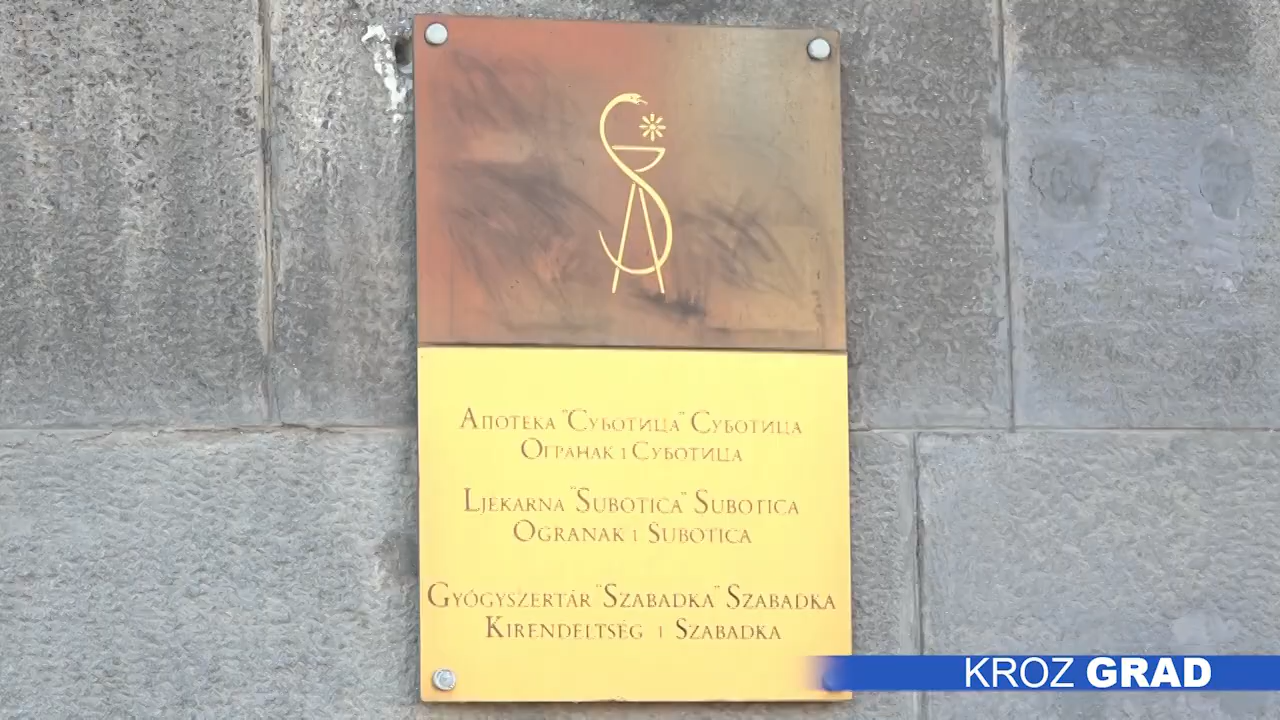 Апотека "Суботица" Суботица
Огранак 1 Суботица
Ljekarna "Subotica" Subotica
Ogranak 1 Subotica
Gyógyszertár "Szabadka" Szabadka
Kirendeltség 1 Szabadka
KROZ GRAD